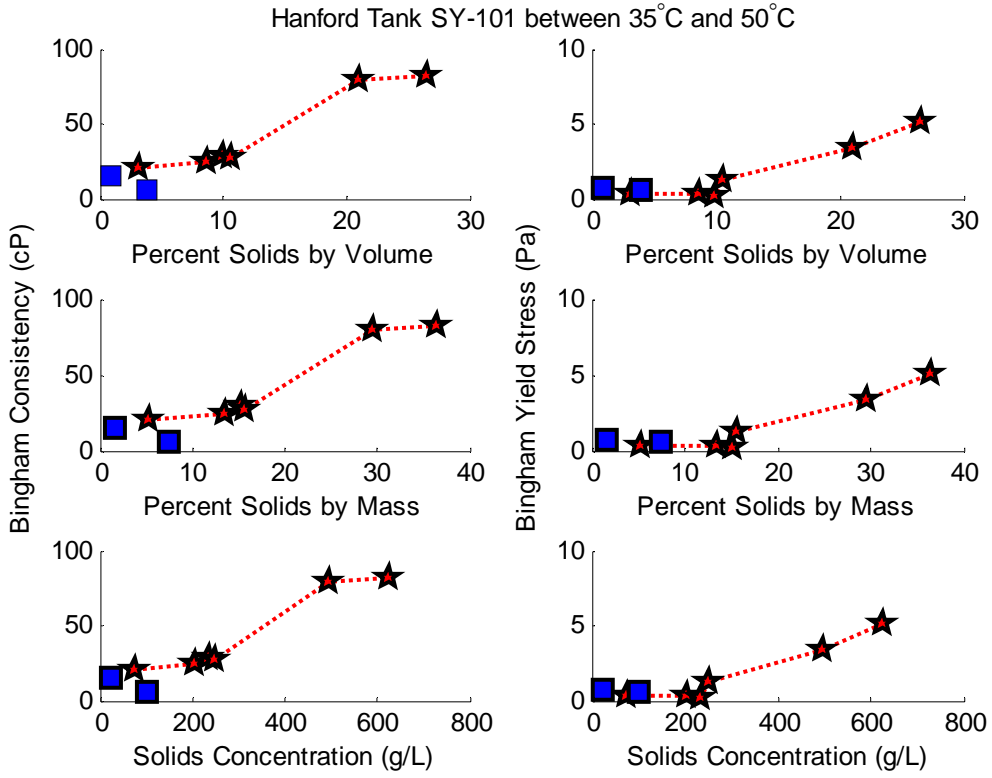 Hanford Tank SY-101 between 35°C and 50°C
Bingham Consistency (cP)
100
50
0
0 10 20 30
Percent Solids by Volume
100
50
0
0 10 20 30 40
Percent Solids by Mass
100
50
0
0 200 400 600 800
Solids Concentration (g/L)
Bingham Yield Stress (Pa)
10
5
0
0 10 20 30
Percent Solids by Volume
10
5
0
0 10 20 30 40
Percent Solids by Mass
10
5
0
0 200 400 600 800
Solids Concentration (g/L)